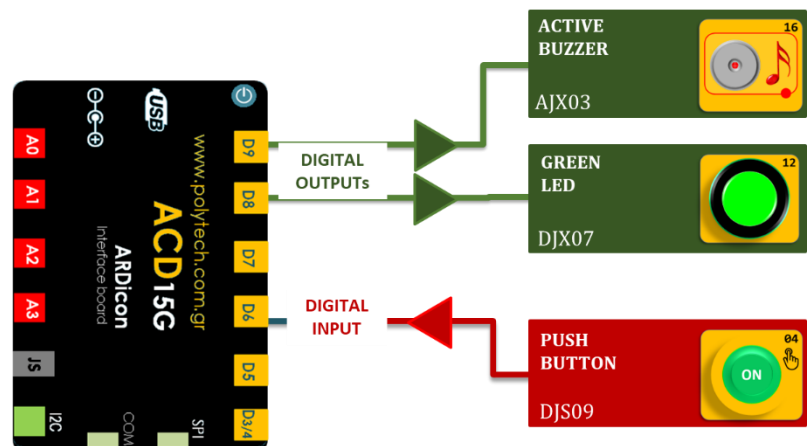 ACTIVE
BUZZER
16
AJX03
USB
A0
A1
A2
A3
JS
I2C
www.polytech.com.gr
ACD15G
ARDicon
Interface board
COM
SPI
D9
D8
D7
D6
D5
D3/4
DIGITAL
OUTPUTs
GREEN
LED
12
DJX07
DIGITAL
INPUT
PUSH
BUTTON
04
ON
DJS09